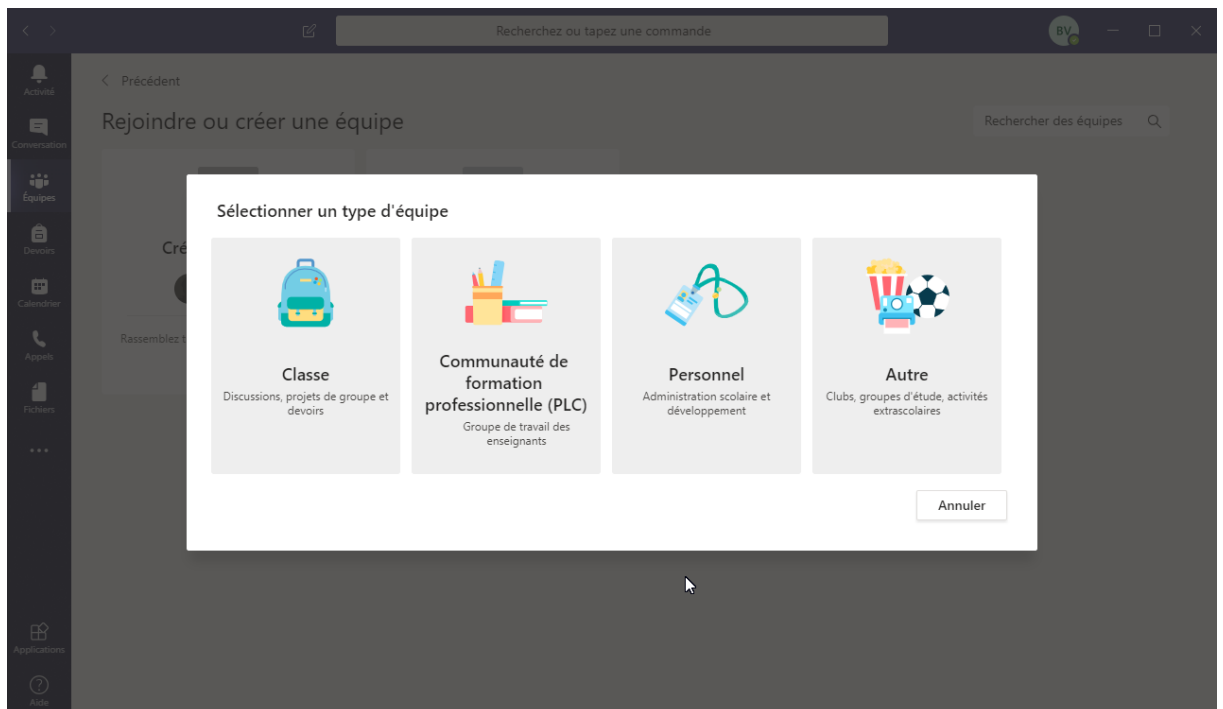 Recherchez ou tapez une commande
BV
Activité
Conversation
Équipes
Devoirs
Calendrier
Appels
Fichiers
Applications
Aide
Précédent
Rejoindre ou créer une équipe
Rechercher des équipes
Cré
Rassemblez t
Sélectionner un type d'équipe
Classe
Discussions, projets de groupe et
devoirs
Communauté de
formation
professionnelle (PLC)
Groupe de travail des
enseignants
Personnel
Administration scolaire et
développement
Autre
Clubs, groupes d'étude, activités
extrascolaires
Annuler